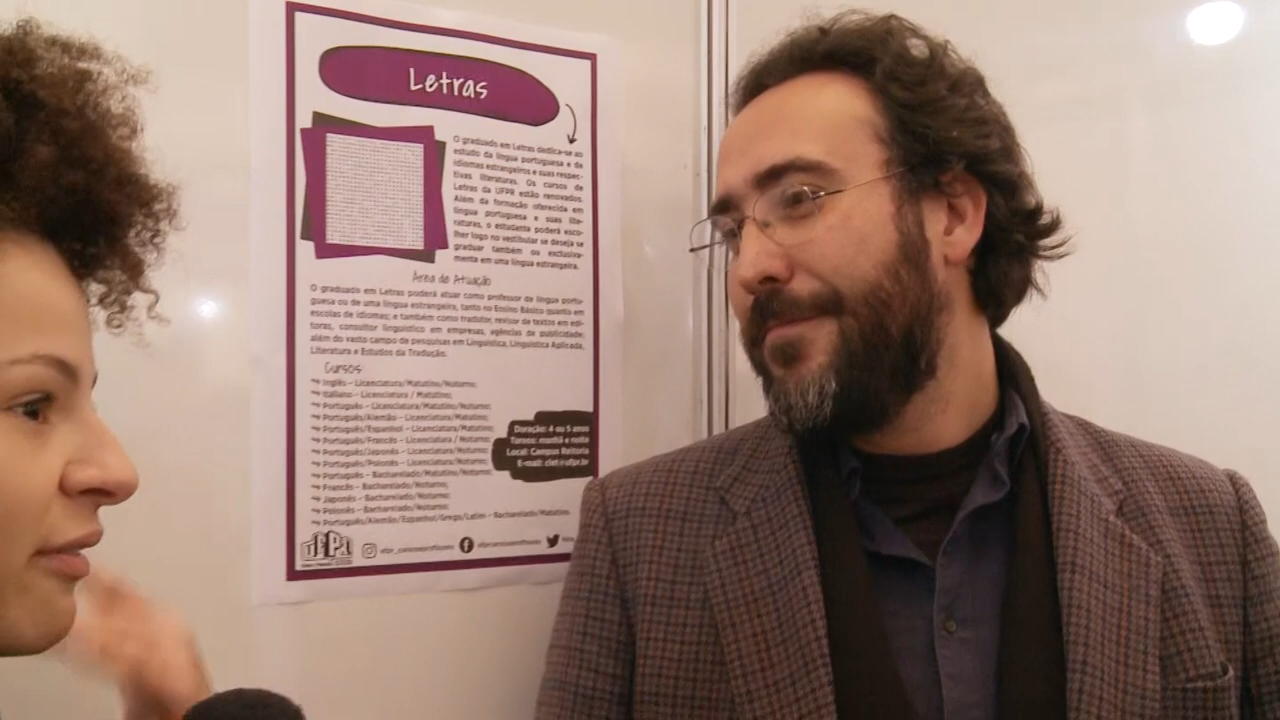 Letras
O graduado em Letras dedica-se ao
estudo da língua portuguesa e de
idiomas estrangeiros e suas respec-
tivas literaturas. Os cursos de
Letras da UFPR estão renovados.
Além da formação oferecida em
língua portuguesa e suas lite-
raturas, o estudante poderá esco-
lher logo no vestibular se deseja se
graduar também ou exclusiva-
mente em uma língua estrangeira.
Área de Atuação
O graduado em Letras poderá atuar como professor de língua portu-
guesa ou de uma língua estrangeira, tanto no Ensino Básico quanto em
escolas de idiomas; e também como tradutor, revisor de textos em edi-
toras, consultor linguístico em empresas, agências de publicidade;
além do vasto campo de pesquisas em Linguística, Linguística Aplicada,
Literatura e Estudos da Tradução.
Cursos
Inglês - Licenciatura/Matutino/Noturno;
Italiano - Licenciatura / Matutino;
Português - Licenciatura/Matutino/Noturno;
Português/Alemão - Licenciatura/Matutino;
Português/Espanhol - Licenciatura/Matutino;
Português/Francês - Licenciatura / Noturno;
Português/Japonês - Licenciatura/Noturno;
Português/Polonês - Licenciatura/Noturno;
Português - Bacharelado/Matutino/Noturno;
Francês - Bacharelado/Noturno;
Japonês - Bacharelado/Noturno;
Polonês - Bacharelado/Noturno;
Português/Alemão/Espanhol/Grego/Latim - Bacharelado/Matutino
Duração: 4 ou 5 anos
Turnos: manhã e noite
Local: Campus Reitoria
E-mail:
UFPR